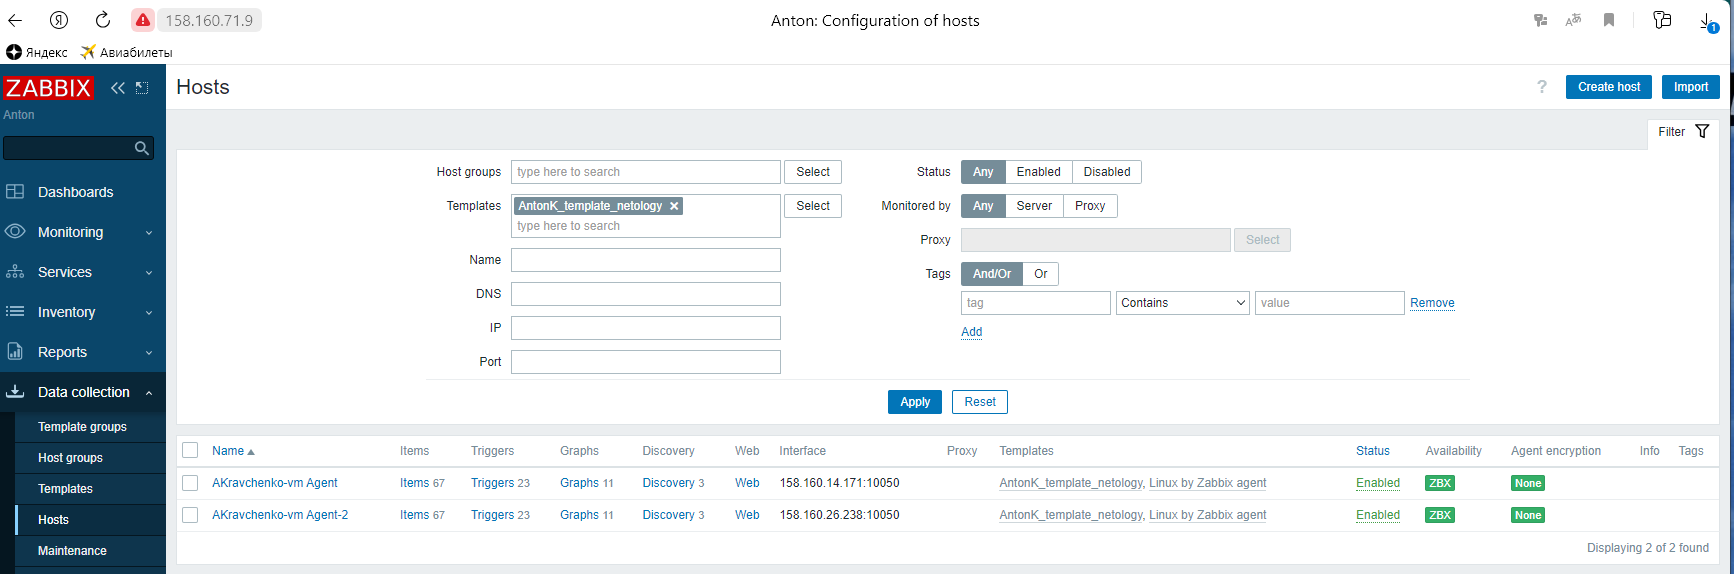 158.160.71.9
Anton: Configuration of hosts
1
Яндекс
Авиабилеты
ZABBIX
Anton
Dashboards
Monitoring
Services
Inventory
Reports
Data collection
Template groups
Host groups
Templates
Hosts
Maintenance
Hosts
? Create host Import
Filter
Host groups type here to search Select
Templates AntonK_template_netology Select
type here to search
Name
DNS
IP
Port
Status Any Enabled Disabled
Monitored by Any Server Proxy
Proxy Select
Tags And/Or Or
tag Contains value Remove
Add
Apply Reset
Name Items Triggers Graphs Discovery Web Interface Proxy Templates Status Availability Agent encryption Info Tags
AKravchenko-vm Agent Items 67 Triggers 23 Graphs 11 Discovery 3 Web 158.160.14.171:10050 AntonK_template_netology, Linux by Zabbix agent Enabled ZBX None
AKravchenko-vm Agent-2 Items 67 Triggers 23 Graphs 11 Discovery 3 Web 158.160.26.238:10050 AntonK_template_netology, Linux by Zabbix agent Enabled ZBX None
Displaying 2 of 2 found